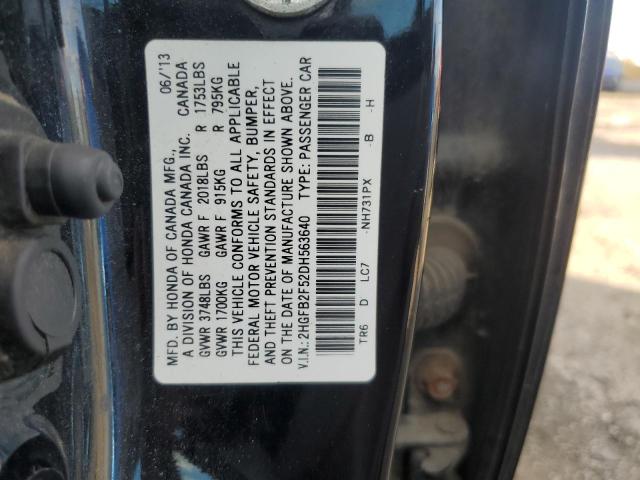 MFD. BY HONDA OF CANADA MFG., 06/'13
A DIVISION OF HONDA CANADA INC. CANADA
GVWR 3748LBS GAWR F 2018LBS R 1753LBS
GVWR 1700KG GAWR F 915KG R 795KG
THIS VEHICLE CONFORMS TO ALL APPLICABLE
FEDERAL MOTOR VEHICLE SAFETY, BUMPER,
AND THEFT PREVENTION STANDARDS IN EFFECT
ON THE DATE OF MANUFACTURE SHOWN ABOVE.
V.I.N.: 2HGFB2F52DH563640 TYPE: PASSENGER CAR
TR6 D LC7 -NH731PX -B -H